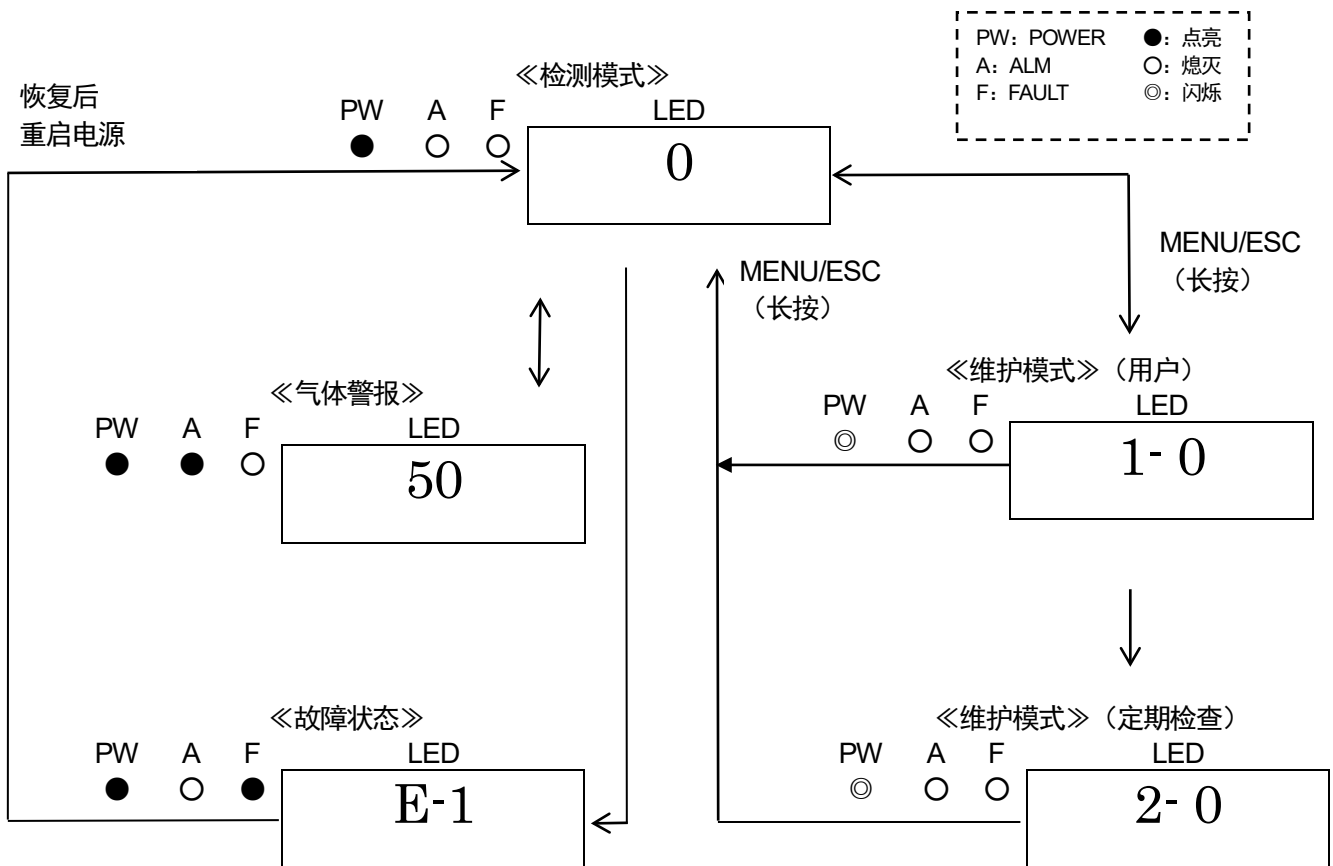 PW：POWER ●：点亮
A：ALM ○：熄灭
F：FAULT ◎：闪烁
恢复后
重启电源
≪检测模式≫
PW A F LED
● ○ ○
0
MENU/ESC
（长按）
MENU/ESC
（长按）
≪气体警报≫
PW A F LED
● ● ○
50
≪维护模式≫（用户）
PW A F LED
◎ ○ ○
1- 0
≪故障状态≫
PW A F LED
● ○ ●
E-1
≪维护模式≫（定期检查）
PW A F LED
◎ ○ ○
2- 0